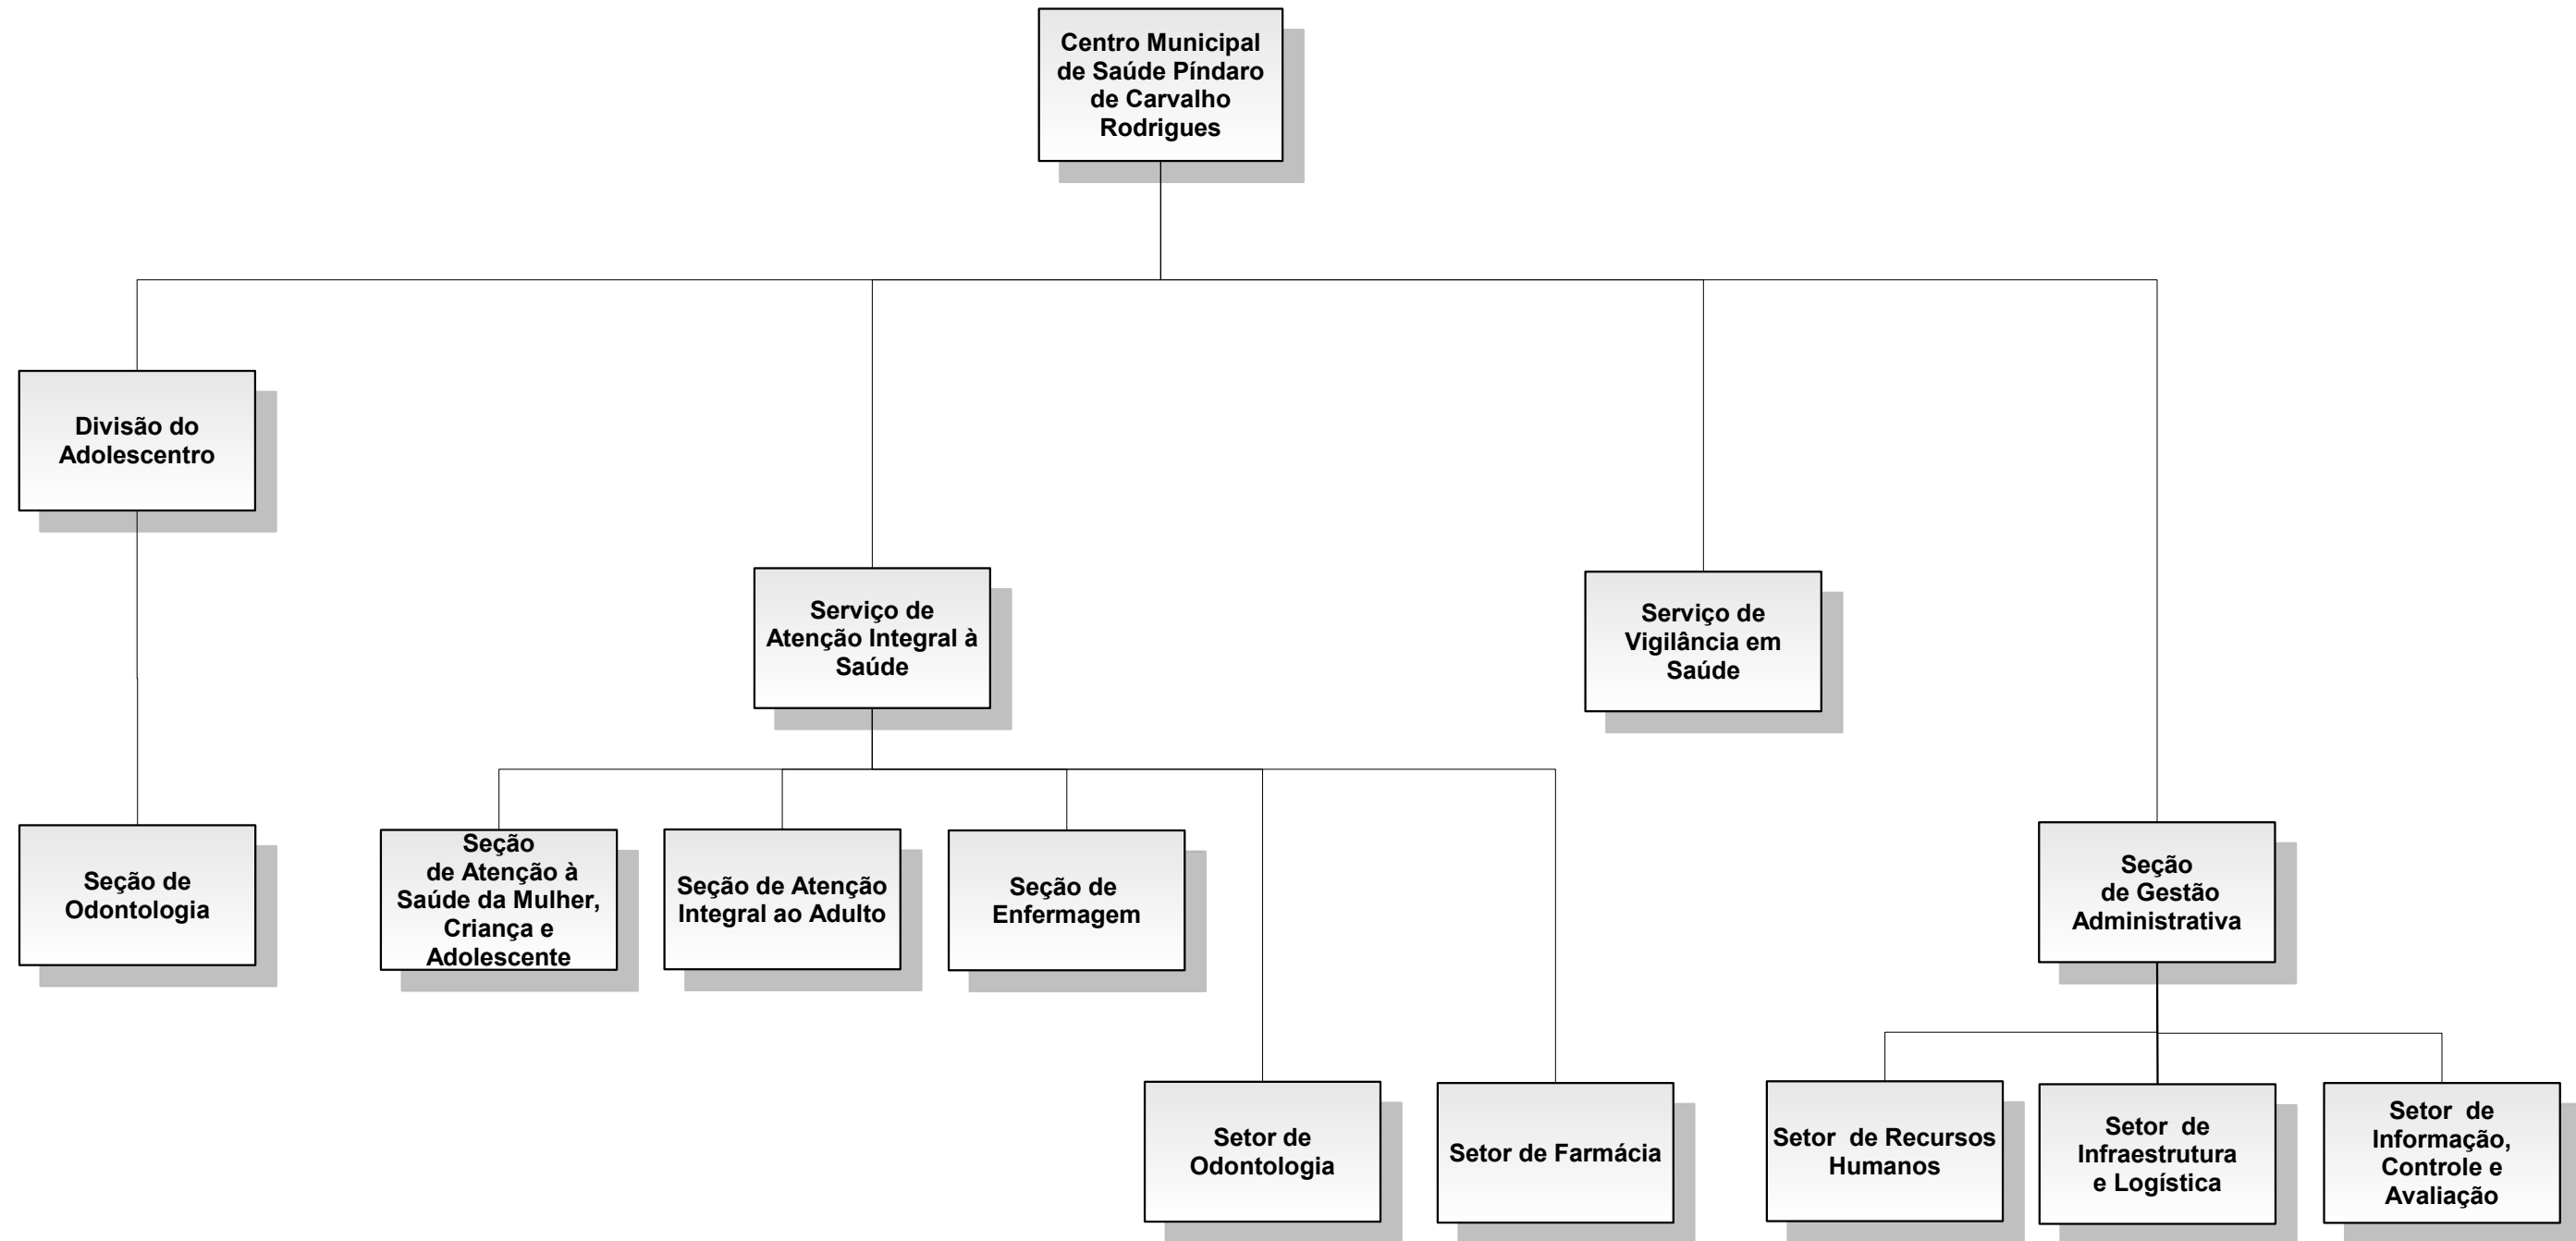 Centro Municipal
de Saúde Píndaro
de Carvalho
Rodrigues
Divisão do
Adolescentro
Serviço de
Atenção Integral à
Saúde
Serviço de
Vigilância em
Saúde
Seção de
Odontologia
Seção
de Atenção à
Saúde da Mulher,
Criança e
Adolescente
Seção de Atenção
Integral ao Adulto
Seção de
Enfermagem
Seção
de Gestão
Administrativa
Setor de
Odontologia
Setor de Farmácia
Setor  de Recursos
Humanos
Setor  de
Infraestrutura
e Logística
Setor  de
Informação,
Controle e
Avaliação